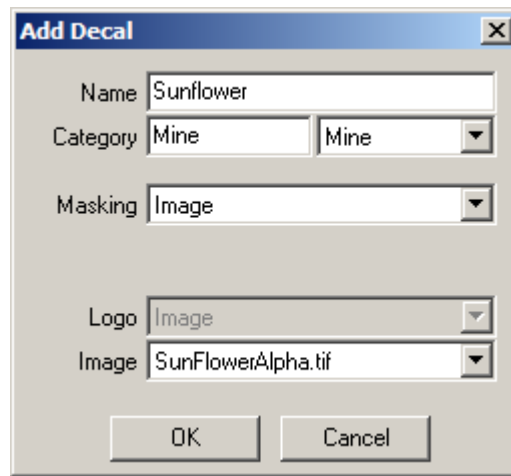 Add Decal
Name Sunflower
Category Mine Mine
Masking Image
Logo Image
Image SunFlowerAlpha.tif
OK Cancel